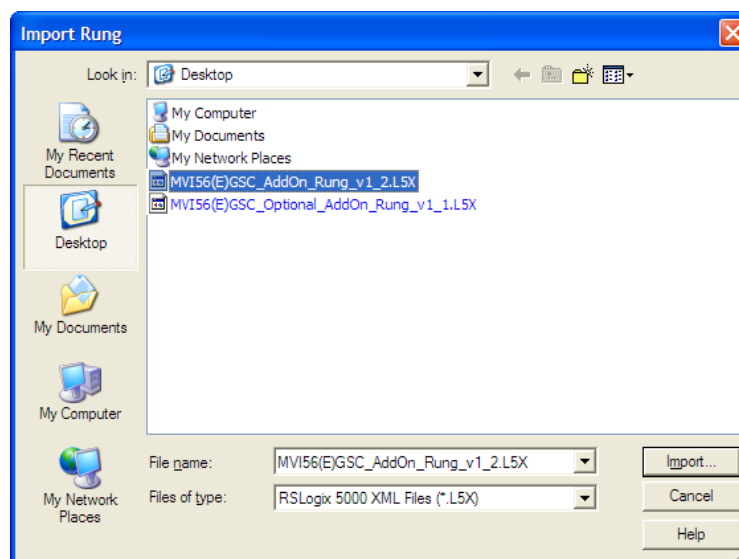 Import Rung
Look in:
Desktop
My Recent
Documents
Desktop
My Documents
My Computer
My Network
Places
My Computer
My Documents
My Network Places
MVI56(E)GSC_AddOn_Rung_v1_2.L5X
MVI56(E)GSC_Optional_AddOn_Rung_v1_1.L5X
File name:
MVI56(E)GSC_AddOn_Rung_v1_2.L5X
Import...
Files of type:
RSLogix 5000 XML Files (*.L5X)
Cancel
Help